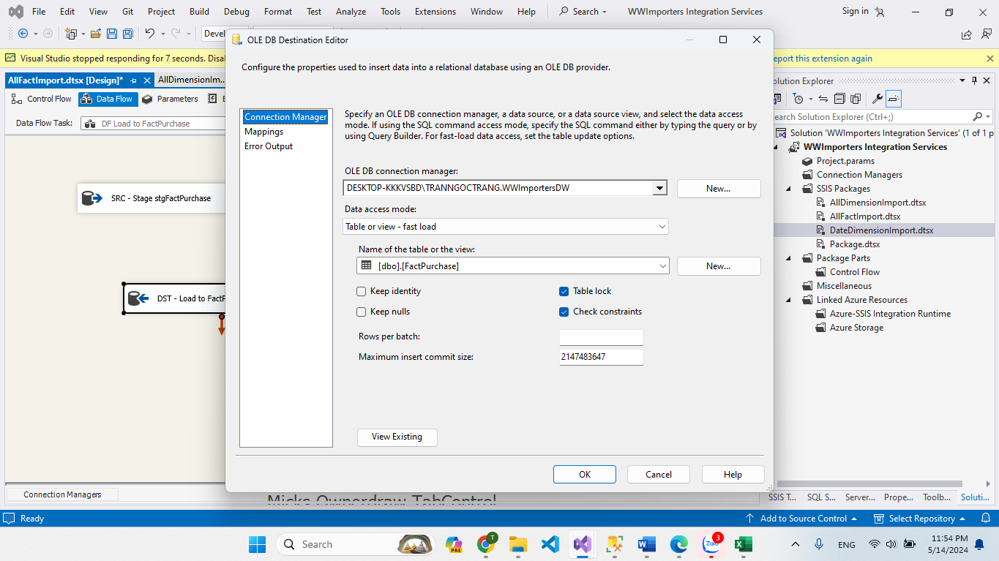 File Edit View Git Project Build Debug Format Test Analyze Tools Extensions Window Help Search WWImporters Integration Services Sign in
Devel
Visual Studio stopped responding for 7 seconds. Disal
eport this extension again
AllFactImport.dtsx [Design]* AllDimensionIm...
Control Flow Data Flow Parameters E
Data Flow Task: DF Load to FactPurchase
SRC - Stage stgFactPurchase
DST - Load to FactP
Connection Managers
OLE DB Destination Editor
Configure the properties used to insert data into a relational database using an OLE DB provider.
Connection Manager
Mappings
Error Output
Specify an OLE DB connection manager, a data source, or a data source view, and select the data access
mode. If using the SQL command access mode, specify the SQL command either by typing the query or by
using Query Builder. For fast-load data access, set the table update options.
OLE DB connection manager:
DESKTOP-KKKVSBD\TRANNGOCTRANG.WWImportersDW New...
Data access mode:
Table or view - fast load
Name of the table or the view:
[dbo].[FactPurchase] New...
Keep identity Table lock
Keep nulls Check constraints
Rows per batch:
Maximum insert commit size: 2147483647
View Existing
OK Cancel Help
Micks Ownerdraw TabControl
olution Explorer
earch Solution Explorer (Ctrl+;)
Solution 'WWImporters Integration Services' (1 of 1 p
WWImporters Integration Services
Project.params
Connection Managers
SSIS Packages
AllDimensionImport.dtsx
AllFactImport.dtsx
DateDimensionImport.dtsx
Package.dtsx
Package Parts
Control Flow
Miscellaneous
Linked Azure Resources
Azure-SSIS Integration Runtime
Azure Storage
SSIS T... SQL S... Server... Prope... Toolb... Soluti...
Ready Add to Source Control Select Repository
Search PRE T Zalo 3 ENG 11:54 PM
5/14/2024